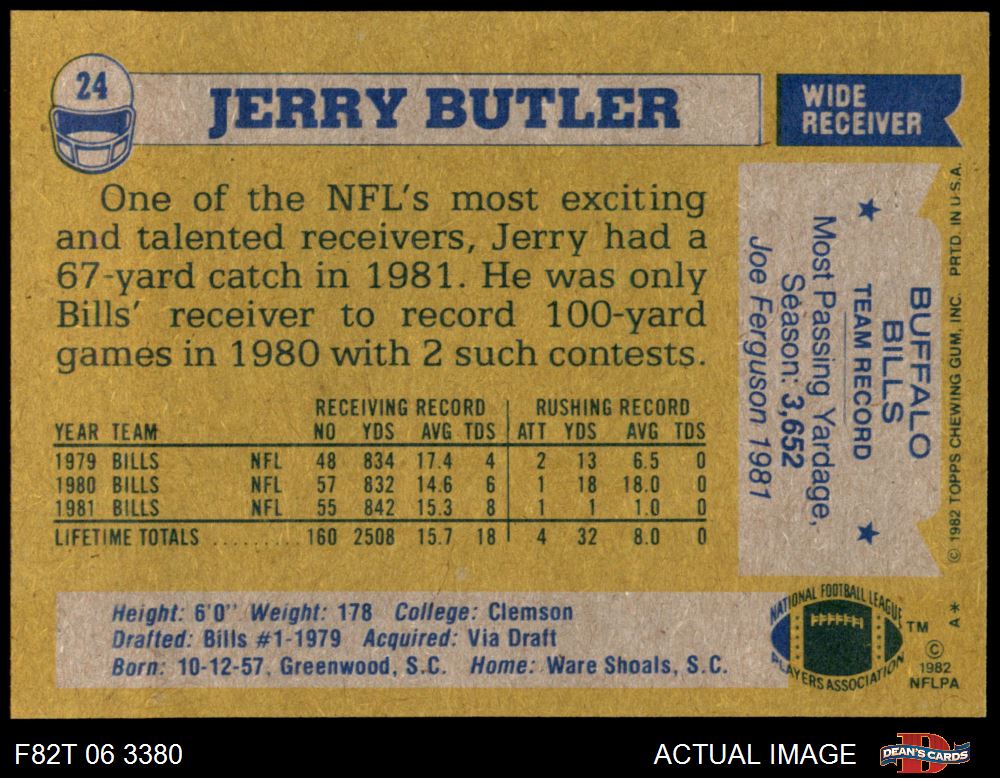 24
JERRY BUTLER
WIDE
RECEIVER
One of the NFL's most exciting
and talented receivers, Jerry had a
67-yard catch in 1981. He was only
Bills' receiver to record 100-yard
games in 1980 with 2 such contests.
RECEIVING RECORD RUSHING RECORD
YEAR TEAM NO YDS AVG TDS ATT YDS AVG TDS
1979 BILLS NFL 48 834 17.4 4 2 13 6.5 0
1980 BILLS NFL 57 832 14.6 6 1 18 18.0 0
1981 BILLS NFL 55 842 15.3 8 1 1 1.0 0
LIFETIME TOTALS .......... 160 2508 15.7 18 4 32 8.0 0
Height: 6'0" Weight: 178 College: Clemson
Drafted: Bills #1-1979 Acquired: Via Draft
Born: 10-12-57, Greenwood, S.C. Home: Ware Shoals, S.C.
BUFFALO
BILLS
★ TEAM RECORD ★
Most Passing Yardage,
Season: 3,652
Joe Ferguson 1981
© 1982 TOPPS CHEWING GUM, INC. PRTD. IN U.S.A.
A*
NATIONAL FOOTBALL LEAGUE
PLAYERS ASSOCIATION
TM
©
1982
NFLPA
F82T 06 3380
ACTUAL IMAGE
D
DEAN'S CARDS